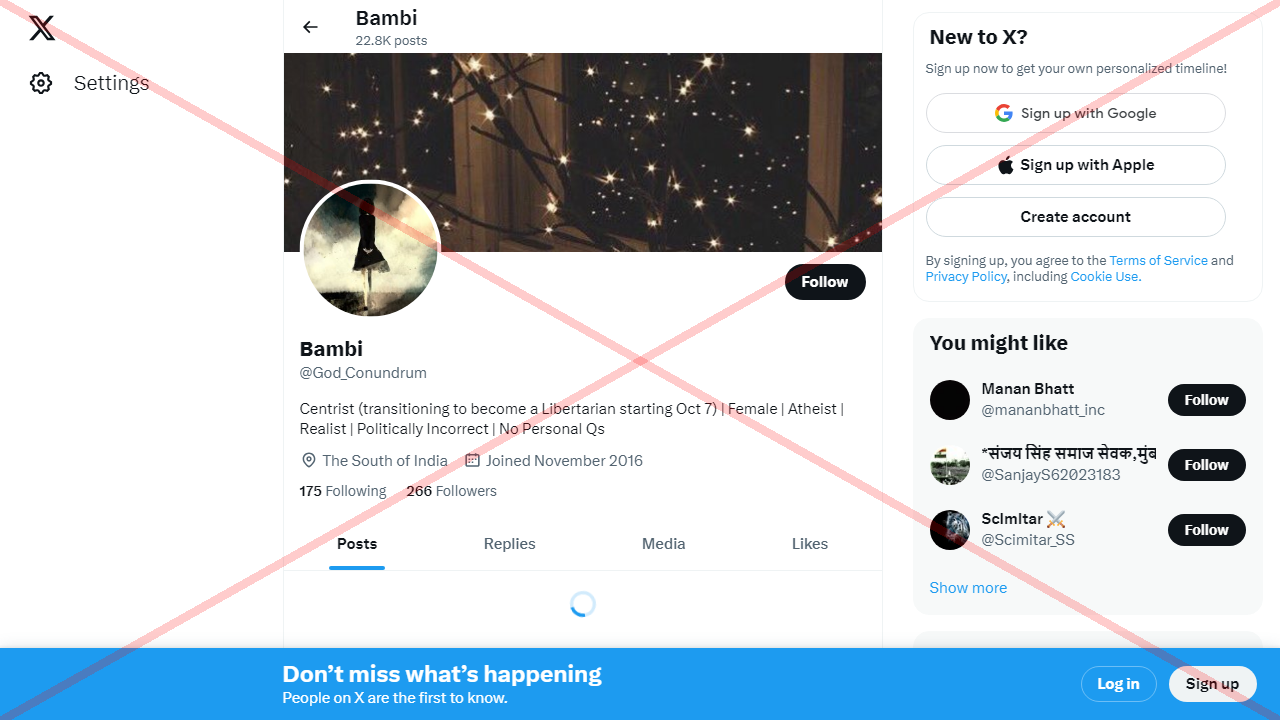 Settings
Bambi
22.8K posts
Follow
Bambi
@God_Conundrum
Centrist (transitioning to become a Libertarian starting Oct 7) | Female | Atheist |
Realist | Politically Incorrect | No Personal Qs
The South of India Joined November 2016
175 Following 266 Followers
Posts Replies Media Likes
New to X?
Sign up now to get your own personalized timeline!
Sign up with Google
Sign up with Apple
Create account
By signing up, you agree to the Terms of Service and
Privacy Policy, including Cookie Use.
You might like
Manan Bhatt
@mananbhatt_inc
Follow
*संजय सिंह समाज सेवक,मुंब
@SanjayS62023183
Follow
ScImItar ⚔️
@Scimitar_SS
Follow
Show more
Don’t miss what’s happening
People on X are the first to know.
Log in
Sign up